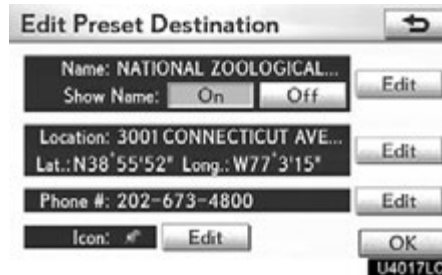 Edit Preset Destination
Name: NATIONAL ZOOLOGICAL...
Show Name: On Off
Edit
Location: 3001 CONNECTICUT AVE...
Lat.: N38°55'52" Long.: W77°3'15"
Edit
Phone #: 202-673-4800 Edit
Icon: Edit
OK
U4017LC